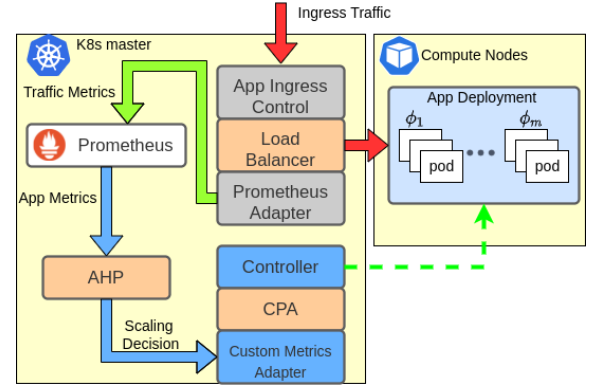 Ingress Traffic
K8s master
Compute Nodes
Traffic Metrics
App Ingress
Control
App Deployment
ϕ₁
ϕₘ
Prometheus
Load
Balancer
pod
pod
App Metrics
Prometheus
Adapter
AHP
Controller
CPA
Scaling
Decision
Custom Metrics
Adapter